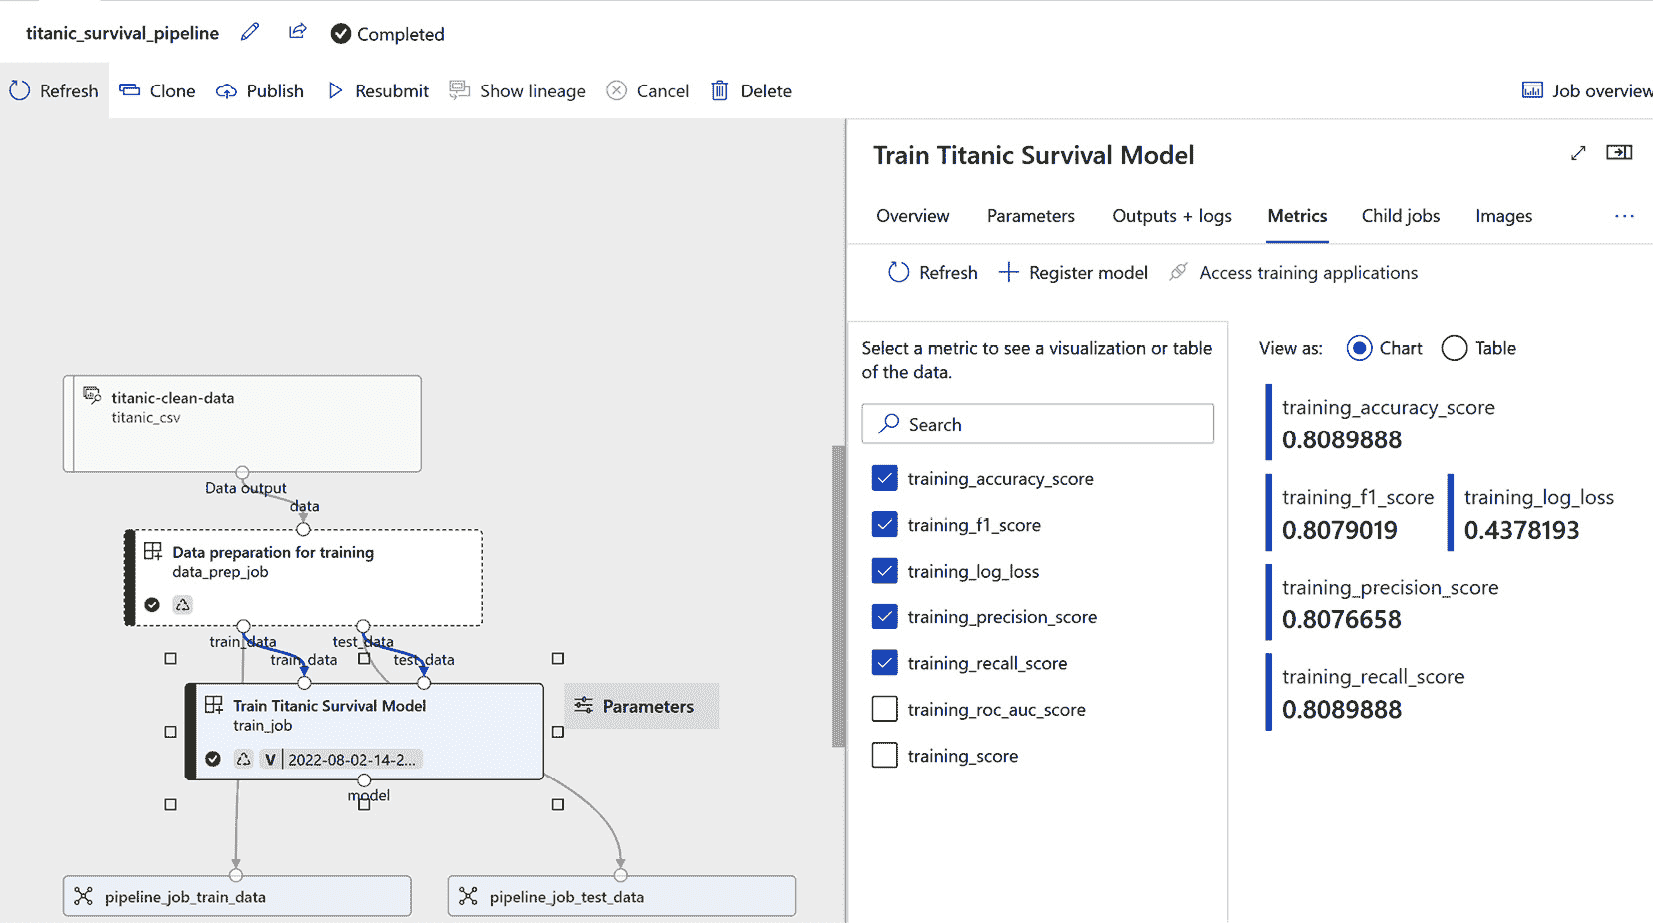 titanic_survival_pipeline Completed
Refresh Clone Publish Resubmit Show lineage Cancel Delete Job overview
titanic-clean-data
titanic_csv
Data output
data
Data preparation for training
data_prep_job
train_data test_data
train_data test_data
Train Titanic Survival Model
train_job
V 2022-08-02-14-2...
Parameters
model
pipeline_job_train_data pipeline_job_test_data
Train Titanic Survival Model
Overview Parameters Outputs + logs Metrics Child jobs Images ...
Refresh Register model Access training applications
Select a metric to see a visualization or table
of the data.
Search
training_accuracy_score
training_f1_score
training_log_loss
training_precision_score
training_recall_score
training_roc_auc_score
training_score
View as: Chart Table
training_accuracy_score
0.8089888
training_f1_score training_log_loss
0.8079019 0.4378193
training_precision_score
0.8076658
training_recall_score
0.8089888